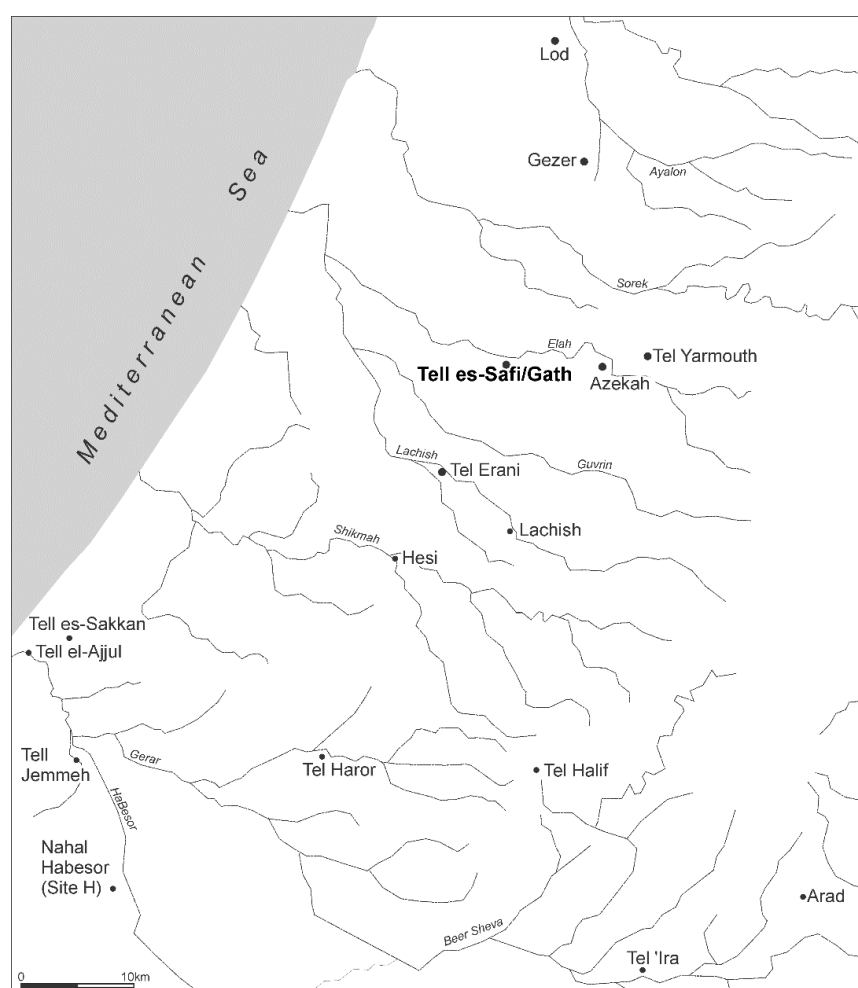 Lod
Gezer
Ayalon
Mediterranean Sea
Sorek
Elah
Tel Yarmouth
Tell es-Safi/Gath
Azekah
Lachish
Tel Erani
Guvrin
Lachish
Shikmah
Hesi
Tell es-Sakkan
Tell el-Ajjul
Gerar
Tell
Jemmeh
Tel Haror
Tel Halif
HaBesor
Nahal
Habesor
(Site H)
Arad
Beer Sheva
Tel 'Ira
0 10km